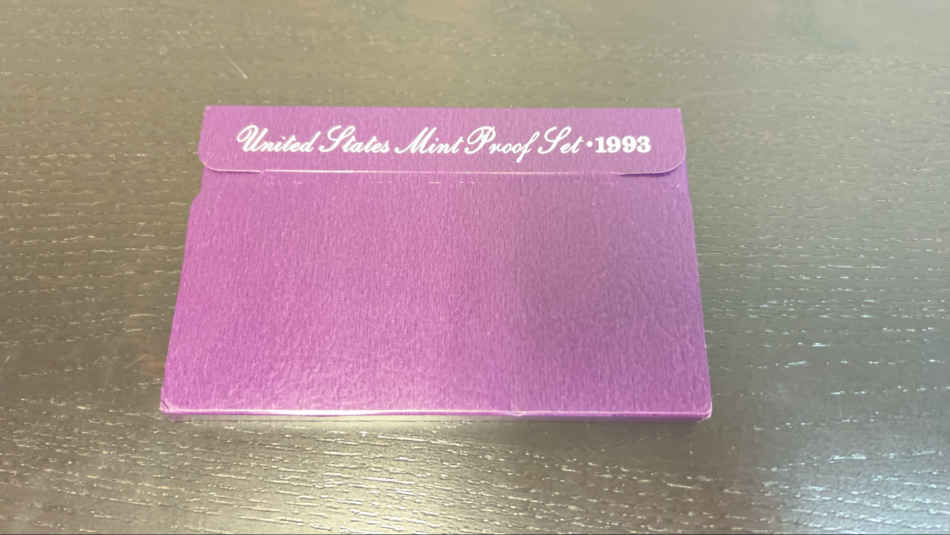 United States Mint Proof Set • 1993